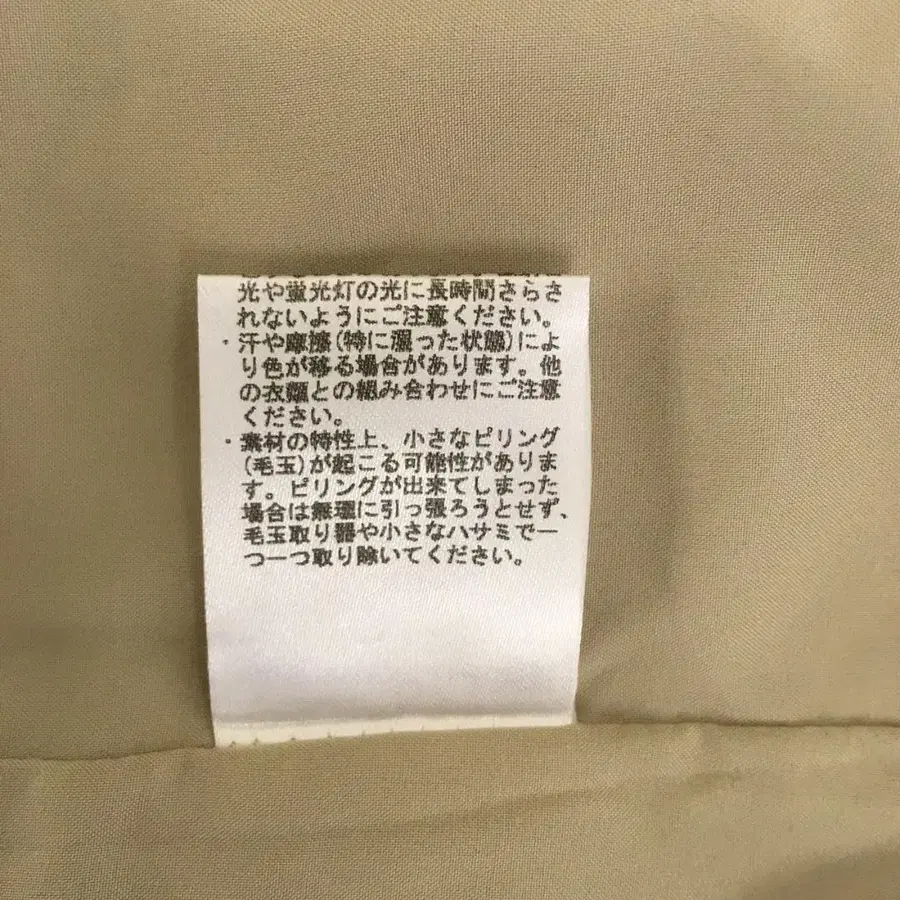 光や蛍光灯の光に長時間さらさ
れないようにご注意ください。
・汗や摩擦(特に湿った状態)によ
り色が移る場合があります。他
の衣類との組み合わせにご注意
ください。
・素材の特性上、小さなピリング
(毛玉)が起こる可能性がありま
す。ピリングが出来てしまった
場合は無理に引っ張ろうとせず、
毛玉取り器や小さなハサミで一
つ一つ取り除いてください。